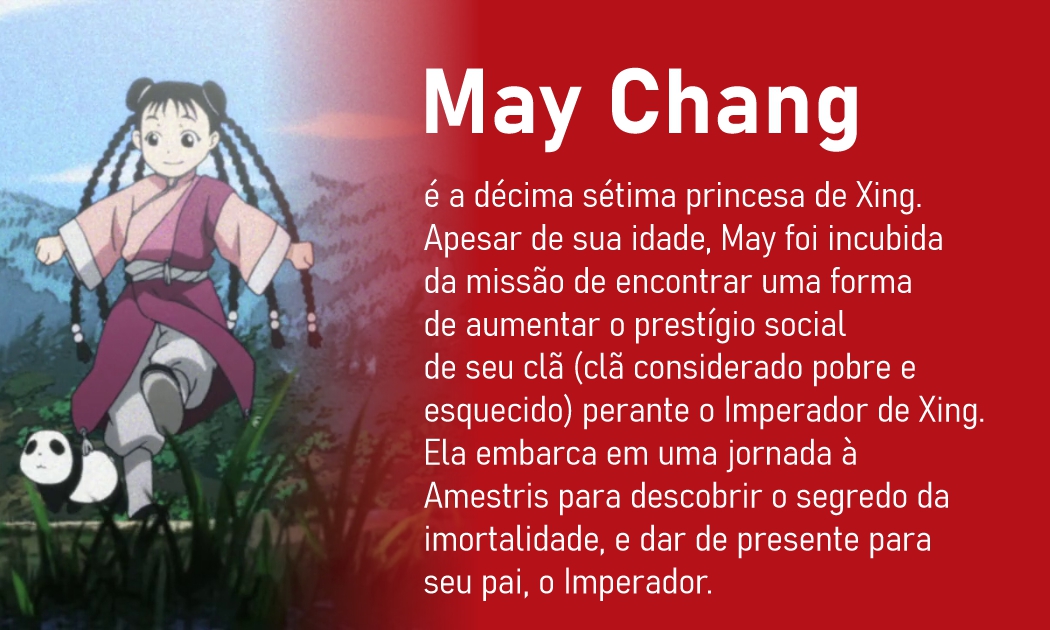 May Chang
é a décima sétima princesa de Xing.
Apesar de sua idade, May foi incubida
da missão de encontrar uma forma
de aumentar o prestígio social
de seu clã (clã considerado pobre e
esquecido) perante o Imperador de Xing.
Ela embarca em uma jornada à
Amestris para descobrir o segredo da
imortalidade, e dar de presente para
seu pai, o Imperador.